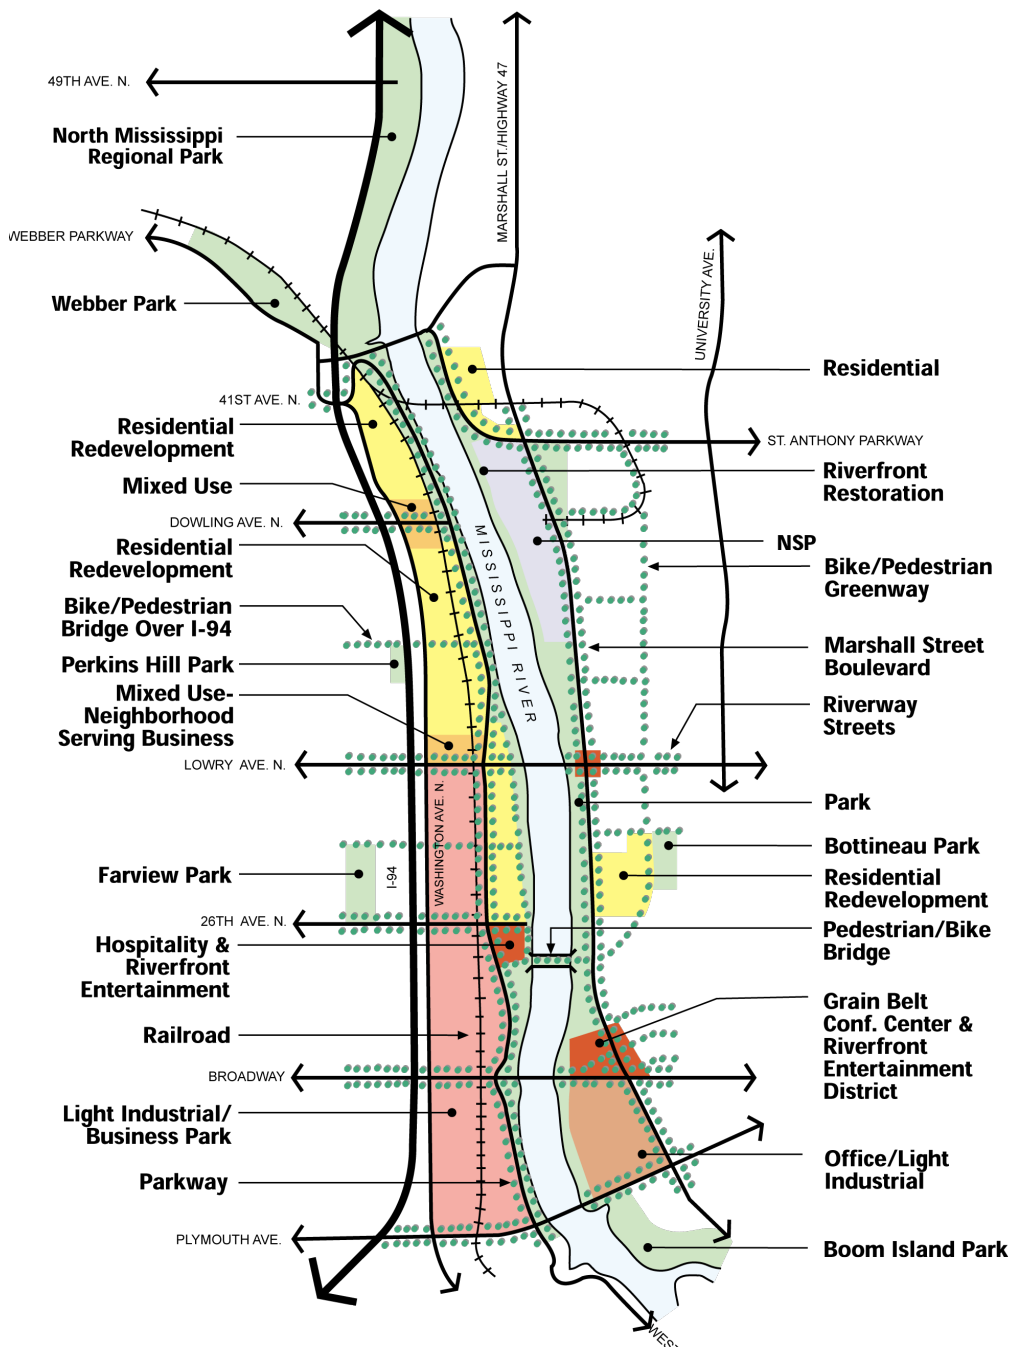 49TH AVE. N.
North Mississippi
Regional Park
MARSHALL ST./HIGHWAY 47
WEBBER PARKWAY
UNIVERSITY AVE.
Webber Park
Residential
41ST AVE. N.
Residential
Redevelopment
ST. ANTHONY PARKWAY
Riverfront
Restoration
Mixed Use
DOWLING AVE. N.
MISSISSIPPI RIVER
NSP
Residential
Redevelopment
Bike/Pedestrian
Greenway
Bike/Pedestrian
Bridge Over I-94
Marshall Street
Boulevard
Perkins Hill Park
Mixed Use-
Neighborhood
Serving Business
Riverway
Streets
LOWRY AVE. N.
WASHINGTON AVE. N.
Park
Bottineau Park
Farview Park
I-94
Residential
Redevelopment
26TH AVE. N.
Pedestrian/Bike
Bridge
Hospitality &
Riverfront
Entertainment
Grain Belt
Conf. Center &
Riverfront
Entertainment
District
Railroad
BROADWAY
Light Industrial/
Business Park
Office/Light
Industrial
Parkway
PLYMOUTH AVE.
Boom Island Park